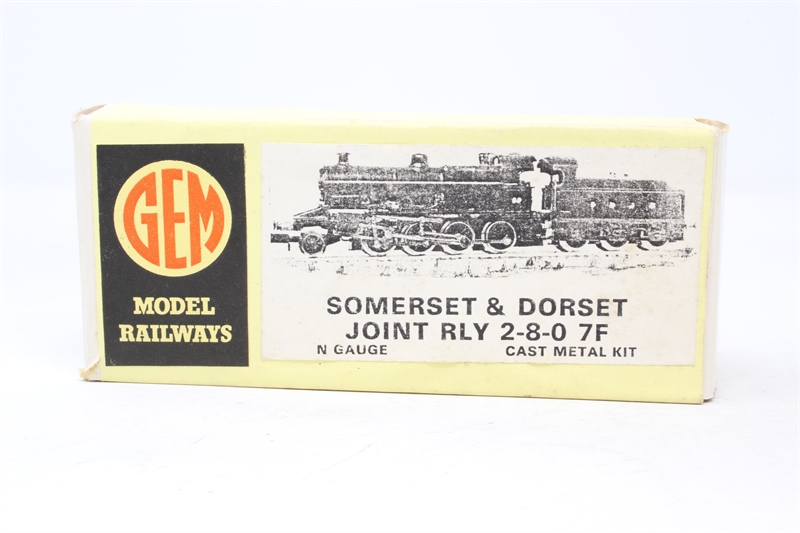 GEM
MODEL
RAILWAYS
SOMERSET & DORSET
JOINT RLY 2-8-0 7F
N GAUGE CAST METAL KIT